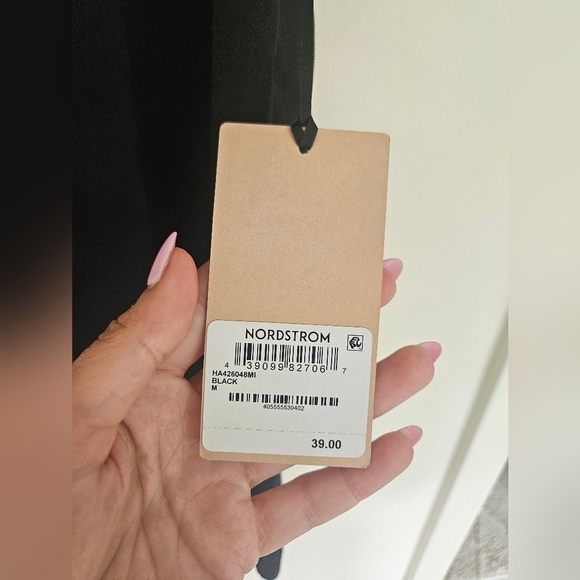 NORDSTROM
4 39099 82706 7
HA426048MI
BLACK
M
405555530402
39.00